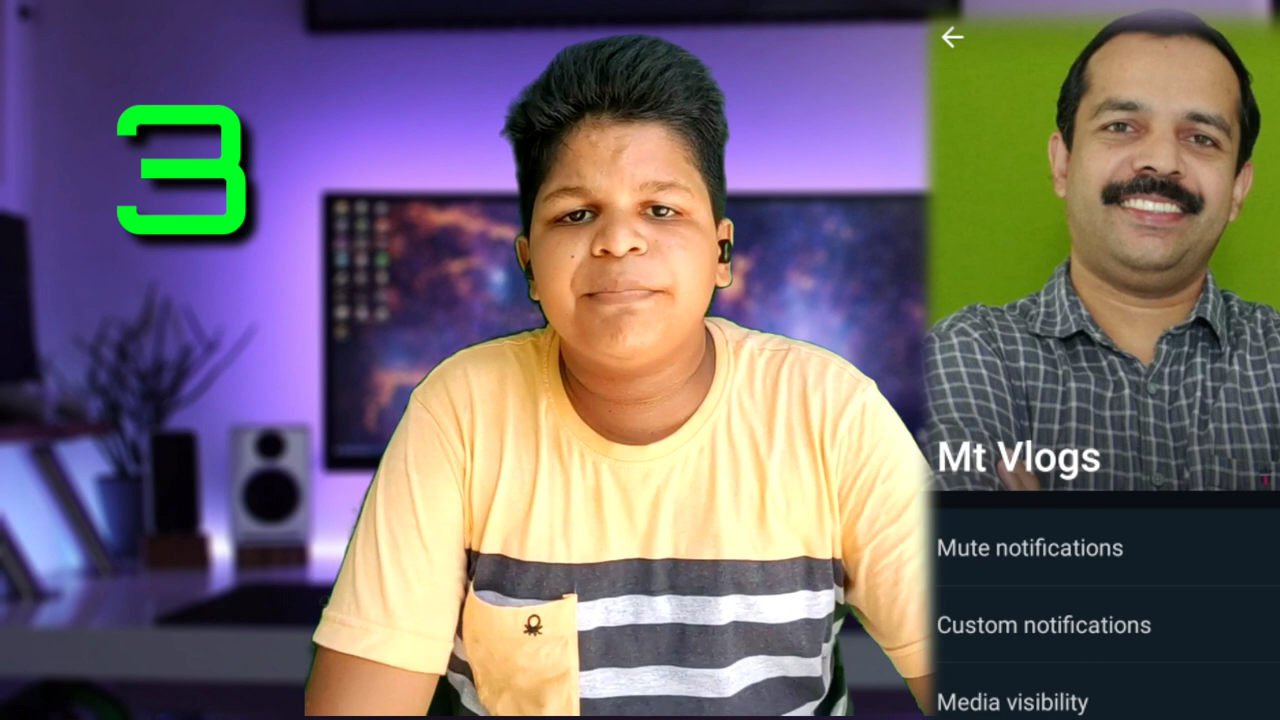 3
Mt Vlogs
Mute notifications
Custom notifications
Media visibility